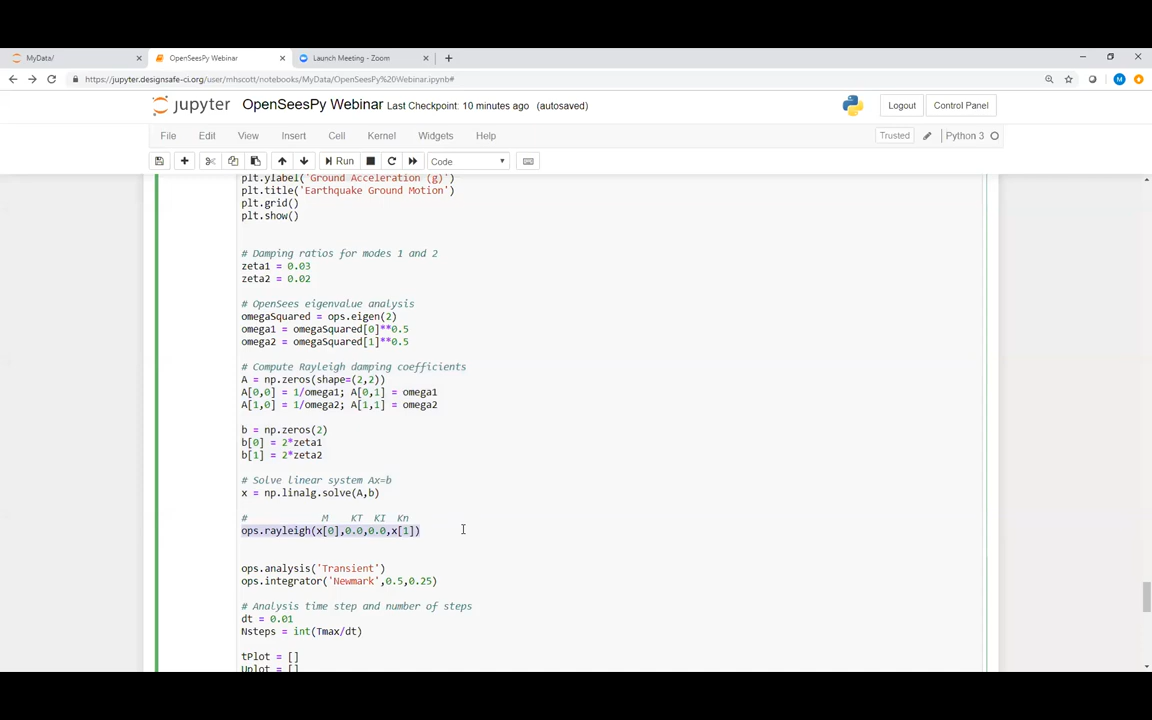 MyData/
OpenSeesPy Webinar
Launch Meeting - Zoom
https://jupyter.designsafe-ci.org/user/mhscott/notebooks/MyData/OpenSeesPy%20Webinar.ipynb#
M
jupyter OpenSeesPy Webinar Last Checkpoint: 10 minutes ago (autosaved)
Logout
Control Panel
File Edit View Insert Cell Kernel Widgets Help
Trusted
Python 3
Run
Code
plt.ylabel('Ground Acceleration (g)')
plt.title('Earthquake Ground Motion')
plt.grid()
plt.show()
# Damping ratios for modes 1 and 2
zeta1 = 0.03
zeta2 = 0.02
# OpenSees eigenvalue analysis
omegaSquared = ops.eigen(2)
omega1 = omegaSquared[0]**0.5
omega2 = omegaSquared[1]**0.5
# Compute Rayleigh damping coefficients
A = np.zeros(shape=(2,2))
A[0,0] = 1/omega1; A[0,1] = omega1
A[1,0] = 1/omega2; A[1,1] = omega2
b = np.zeros(2)
b[0] = 2*zeta1
b[1] = 2*zeta2
# Solve linear system Ax=b
x = np.linalg.solve(A,b)
# M KT KI Kn
ops.rayleigh(x[0],0.0,0.0,x[1])
ops.analysis('Transient')
ops.integrator('Newmark',0.5,0.25)
# Analysis time step and number of steps
dt = 0.01
Nsteps = int(Tmax/dt)
tPlot = []
Uplot = []